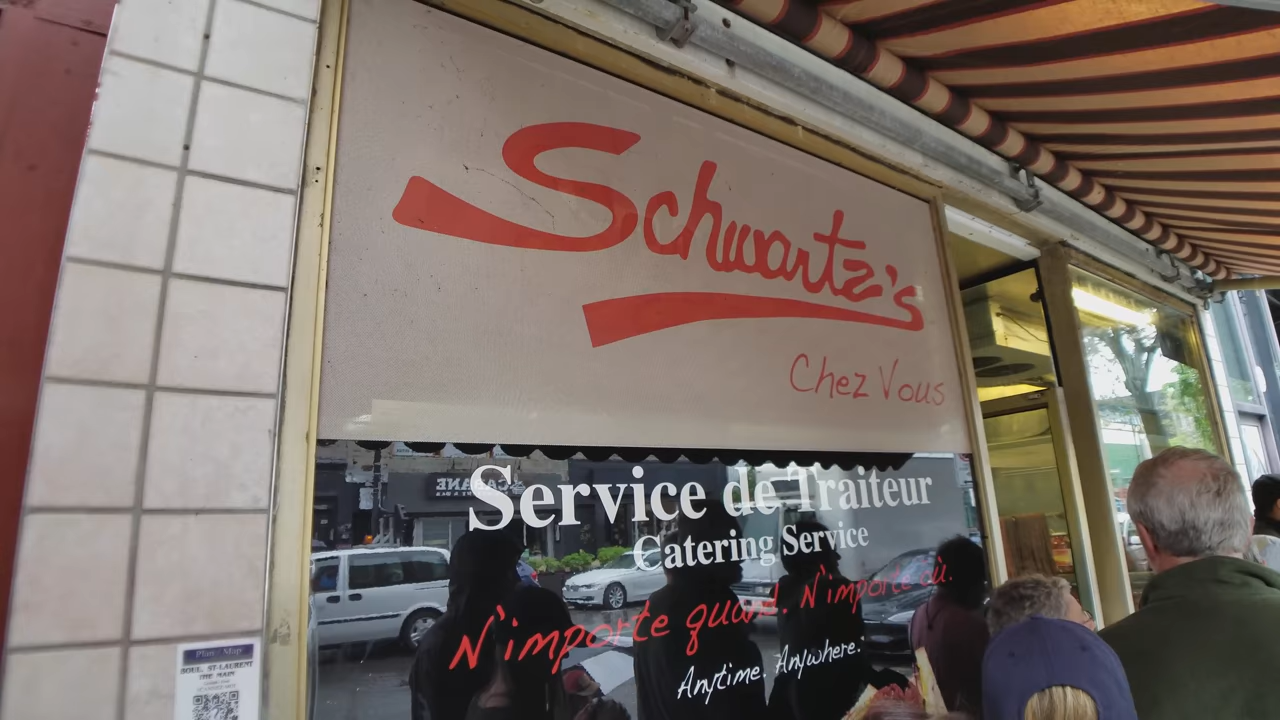 Schwartz's
Chez Vous
Service de Traiteur
Catering Service
N'importe quand. N'importe où.
Anytime. Anywhere.
Plan / Map
BOUL. ST-LAURENT
THE MAIN